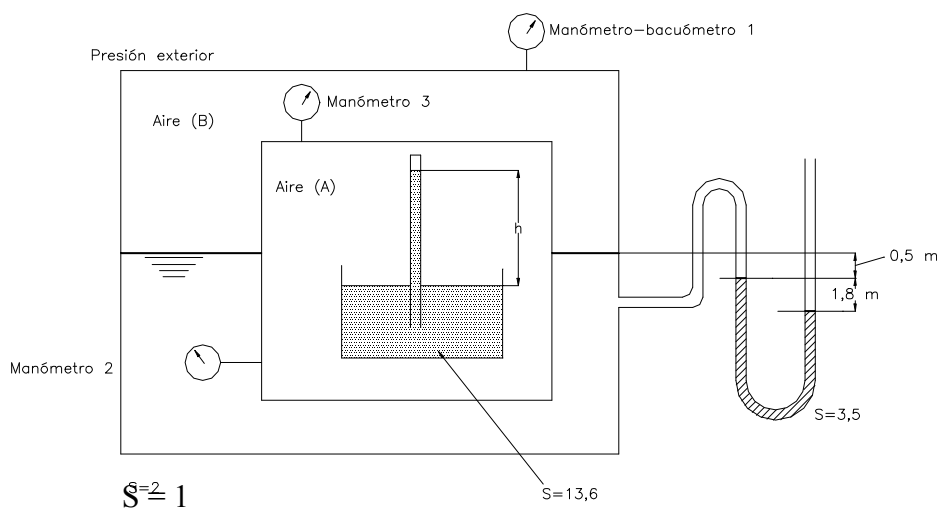 Manómetro-bacuómetro 1
Presión exterior
Manómetro 3
Aire (B)
Aire (A)
h
0,5 m
1,8 m
Manómetro 2
S=3,5
S=2
S = 1
S=13,6